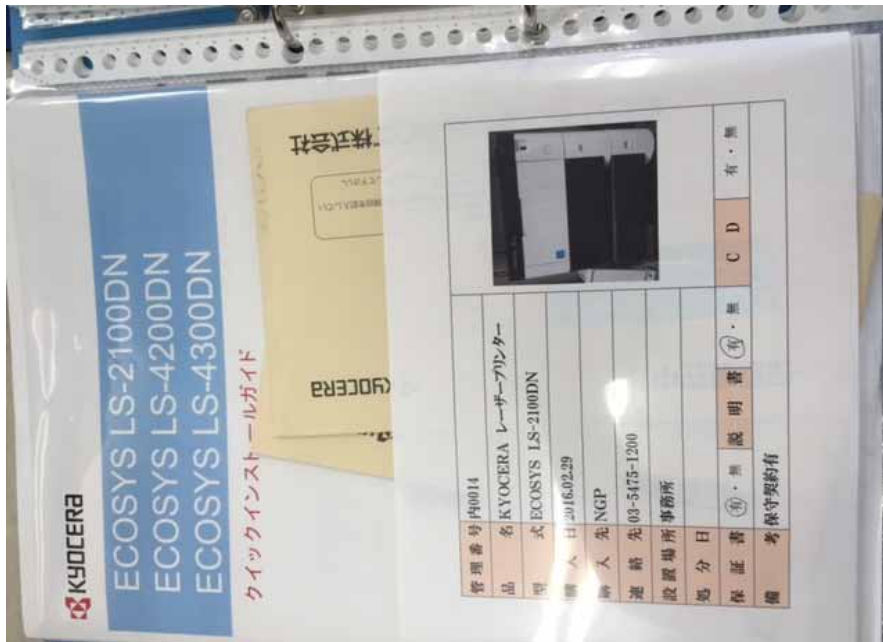 KYOCERA
ECOSYS LS-2100DN
ECOSYS LS-4200DN
ECOSYS LS-4300DN
クイックインストールガイド
株式会社
KYOCERA
管理番号 内0014
品名 KYOCERA レーザープリンター
型式 ECOSYS LS-2100DN
購入日 2016.02.29
購入先 NGP
連絡先 03-5475-1200
設置場所 事務所
処分日
保証書 有・無 説明書 有・無 CD 有・無
備考 保守契約有